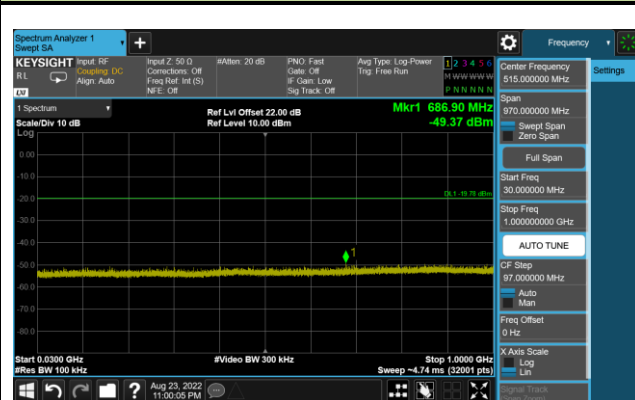 Spectrum Analyzer 1
Swept SA
+
Frequency
KEYSIGHT
RL
Input: RF
Coupling: DC
Align: Auto
Input Z: 50 Ω
Corrections: Off
Freq Ref: Int (S)
NFE: Off
#Atten: 20 dB
PNO: Fast
Gate: Off
IF Gain: Low
Sig Track: Off
Avg Type: Log-Power
Trig: Free Run
1 2 3 4 5 6
M W W W W W
P N N N N N
LXI
1 Spectrum
Scale/Div 10 dB
Log
Ref Lvl Offset 22.00 dB
Ref Level 10.00 dBm
Mkr1 686.90 MHz
-49.37 dBm
0.00
-10.0
-20.0
-30.0
-40.0
-50.0
-60.0
-70.0
-80.0
1
Start 0.0300 GHz
#Res BW 100 kHz
#Video BW 300 kHz
Stop 1.0000 GHz
Sweep ~4.74 ms (32001 pts)
?
Aug 23, 2022
11:00:05 PM
Center Frequency
515.000000 MHz
Settings
Span
970.000000 MHz
Swept Span
Zero Span
Full Span
Start Freq
30.000000 MHz
Stop Freq
1.000000000 GHz
AUTO TUNE
CF Step
97.000000 MHz
Auto
Man
Freq Offset
0 Hz
X Axis Scale
Log
Lin
Signal Track
(Span Zoom)